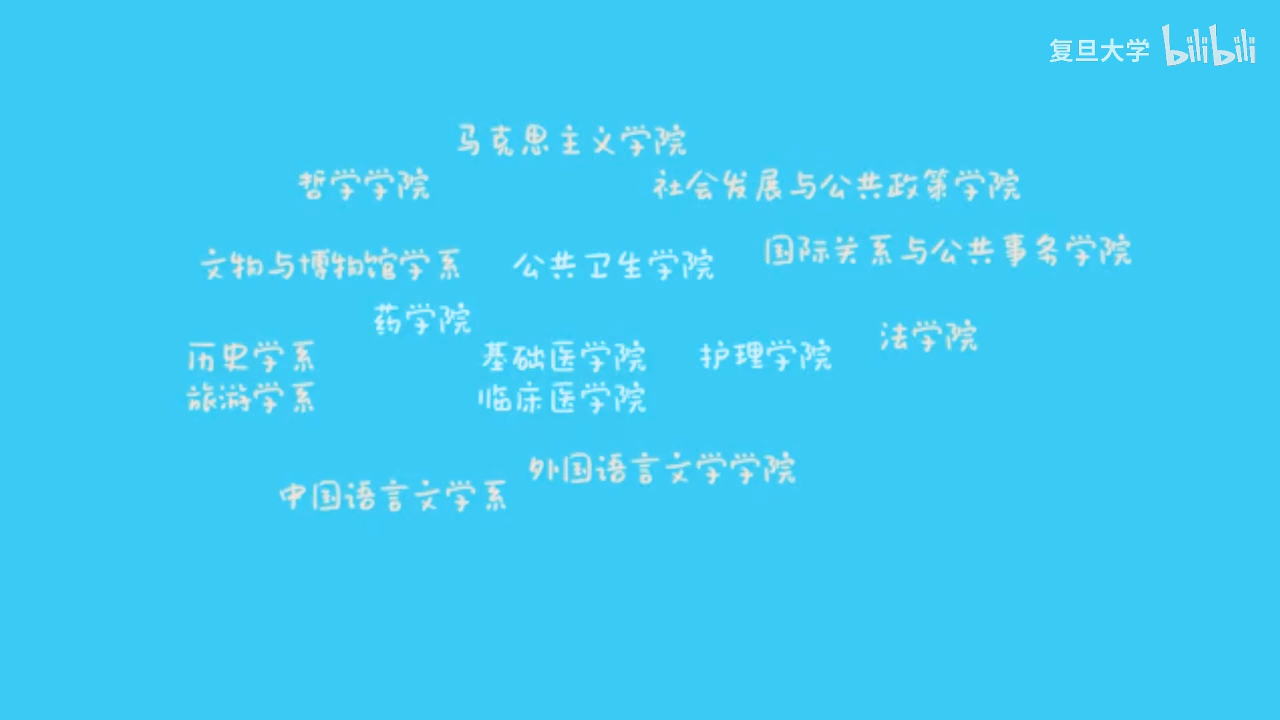 复旦大学 bilibili
马克思主义学院
哲学学院
社会发展与公共政策学院
文物与博物馆学系
公共卫生学院
国际关系与公共事务学院
药学院
法学院
历史学系
基础医学院
护理学院
旅游学系
临床医学院
外国语言文学学院
中国语言文学系